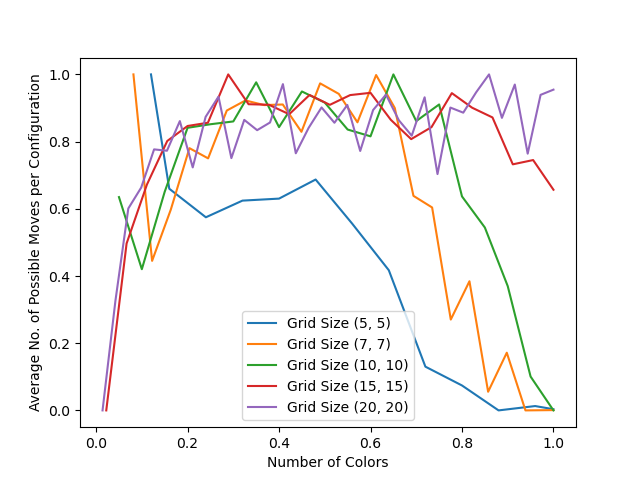 Average No. of Possible Moves per Configuration
1.0
0.8
0.6
0.4
0.2
0.0
Grid Size (5, 5)
Grid Size (7, 7)
Grid Size (10, 10)
Grid Size (15, 15)
Grid Size (20, 20)
0.0 0.2 0.4 0.6 0.8 1.0
Number of Colors